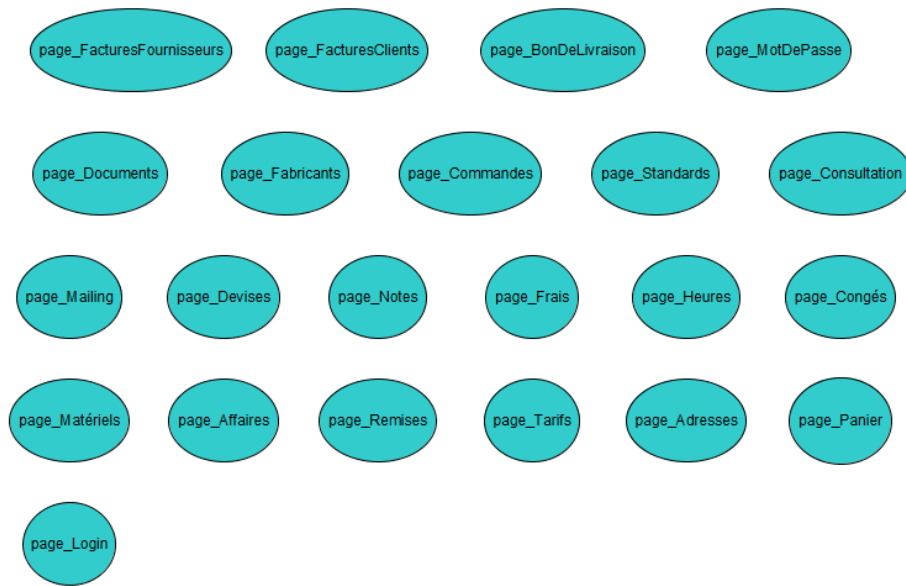 page_FacturesFournisseurs
page_FacturesClients
page_BonDeLivraison
page_MotDePasse
page_Documents
page_Fabricants
page_Commandes
page_Standards
page_Consultation
page_Mailing
page_Devises
page_Notes
page_Frais
page_Heures
page_Congés
page_Matériels
page_Affaires
page_Remises
page_Tarifs
page_Adresses
page_Panier
page_Login